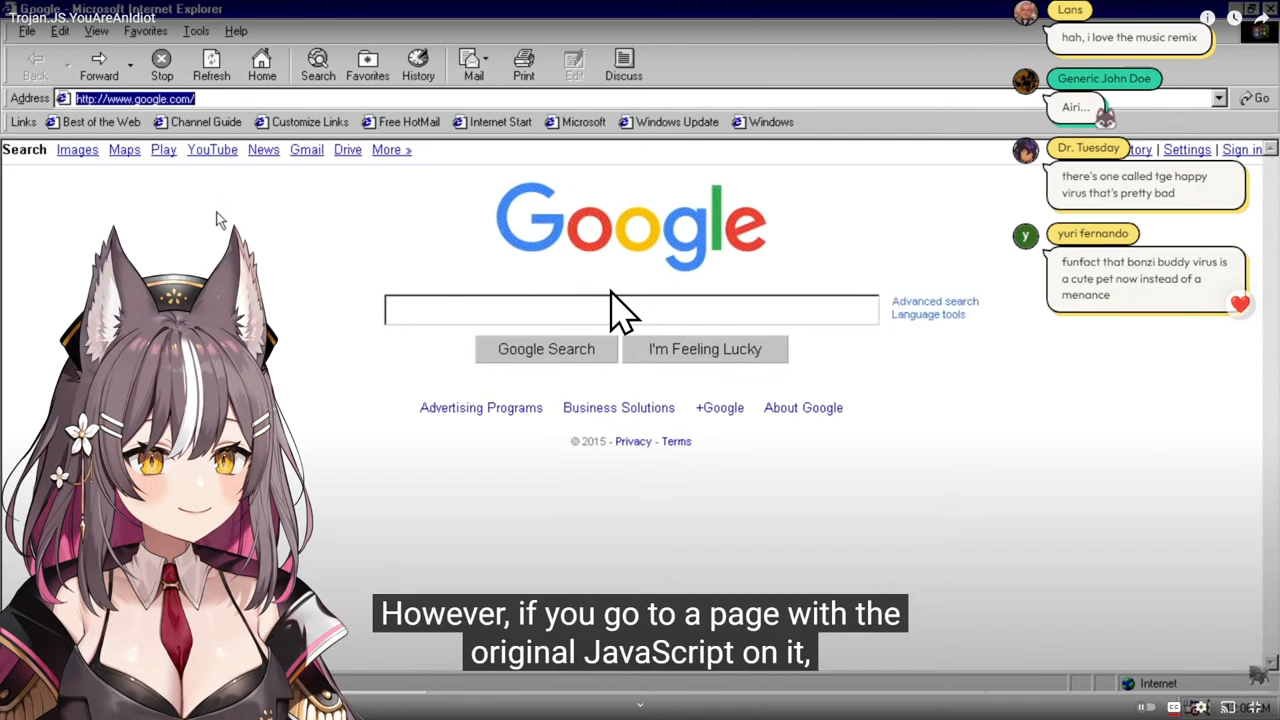 Google - Microsoft Internet Explorer
Trojan.JS.YouAreAnIdiot
File Edit View Favorites Tools Help
Back Forward Stop Refresh Home Search Favorites History Mail Print Edit Discuss
Address http://www.google.com/ Go
Links Best of the Web Channel Guide Customize Links HotMail Internet Start Microsoft Windows Update Windows
Search Images Maps Play YouTube News Gmail Drive More »
tory | Settings | Sign in
Google
Advanced search
Language tools
Google Search I'm Feeling Lucky
Advertising Programs Business Solutions +Google About Google
© 2015 - Privacy - Terms
Lans
hah, i love the music remix
Generic John Doe
Airi...
Dr. Tuesday
there's one called tge happy
virus that's pretty bad
y
yuri fernando
funfact that bonzi buddy virus is
a cute pet now instead of a
menance
However, if you go to a page with the
original JavaScript on it,
Internet